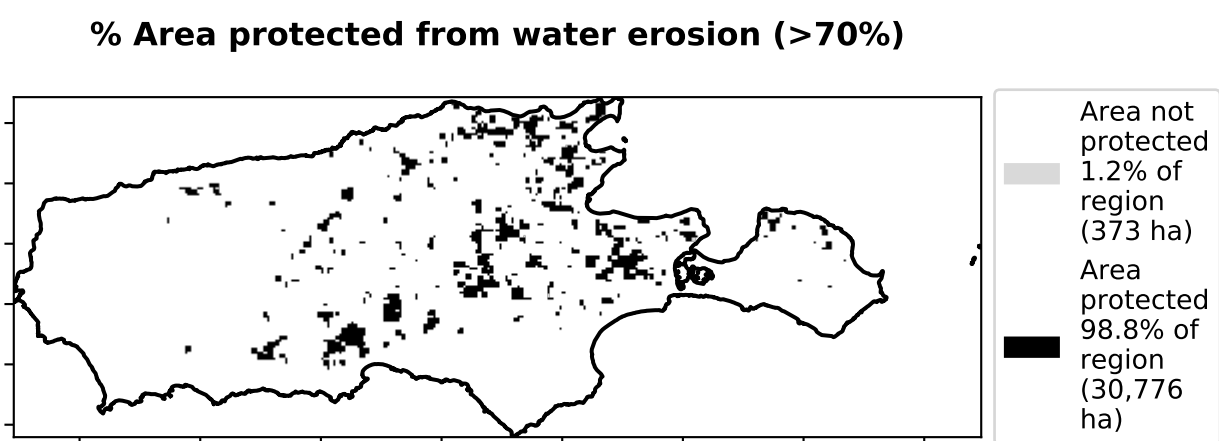 % Area protected from water erosion (>70%)
Area not
protected
1.2% of
region
(373 ha)
Area
protected
98.8% of
region
(30,776
ha)